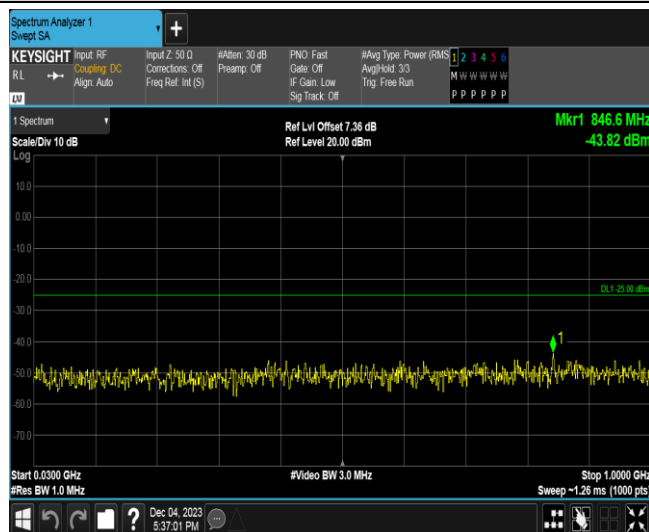 Spectrum Analyzer 1
Swept SA
+
KEYSIGHT Input: RF Input Z: 50 Ω #Atten: 30 dB PNO: Fast #Avg Type: Power (RMS 1 2 3 4 5 6
RL Coupling: DC Corrections: Off Preamp: Off Gate: Off Avg|Hold: 3/3 M W W W W W
Align: Auto Freq Ref: Int (S) IF Gain: Low Trig: Free Run
LXI Sig Track: Off P P P P P P
1 Spectrum Ref Lvl Offset 7.36 dB Mkr1 846.6 MHz
Scale/Div 10 dB Ref Level 20.00 dBm -43.82 dBm
Log
10.0
0.00
-10.0
-20.0
DL1 -25.00 dBm
-30.0
-40.0
1
-50.0
-60.0
-70.0
Start 0.0300 GHz #Video BW 3.0 MHz Stop 1.0000 GHz
#Res BW 1.0 MHz Sweep ~1.26 ms (1000 pts)
? Dec 04, 2023
5:37:01 PM